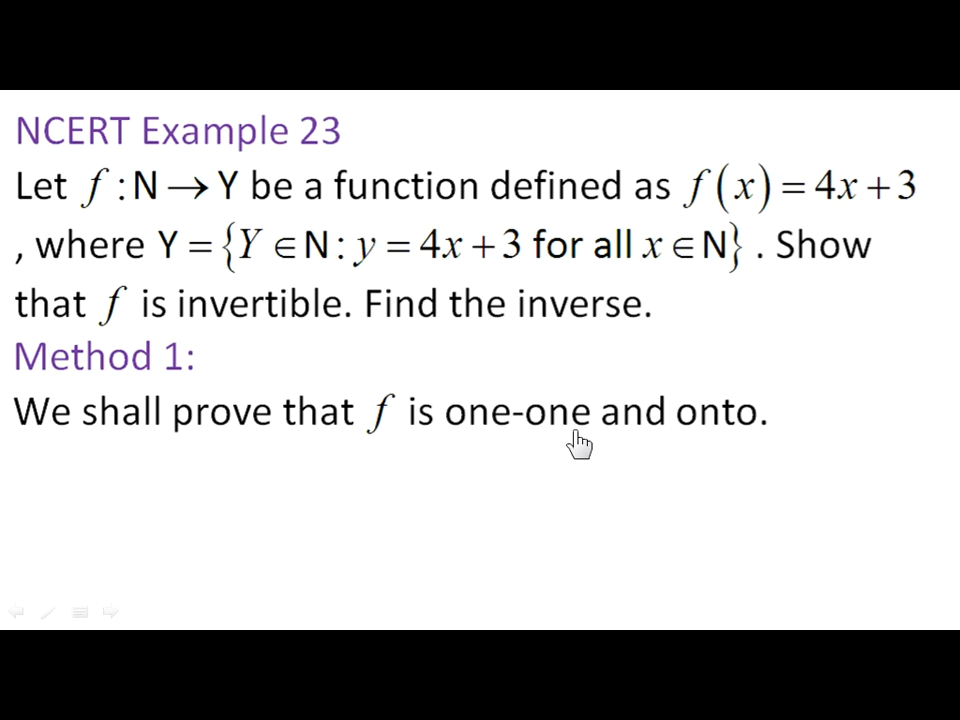 NCERT Example 23
Let f : N → Y be a function defined as f(x) = 4x + 3
, where Y = {Y ∈ N : y = 4x + 3 for all x ∈ N} . Show
that f is invertible. Find the inverse.
Method 1:
We shall prove that f is one-one and onto.